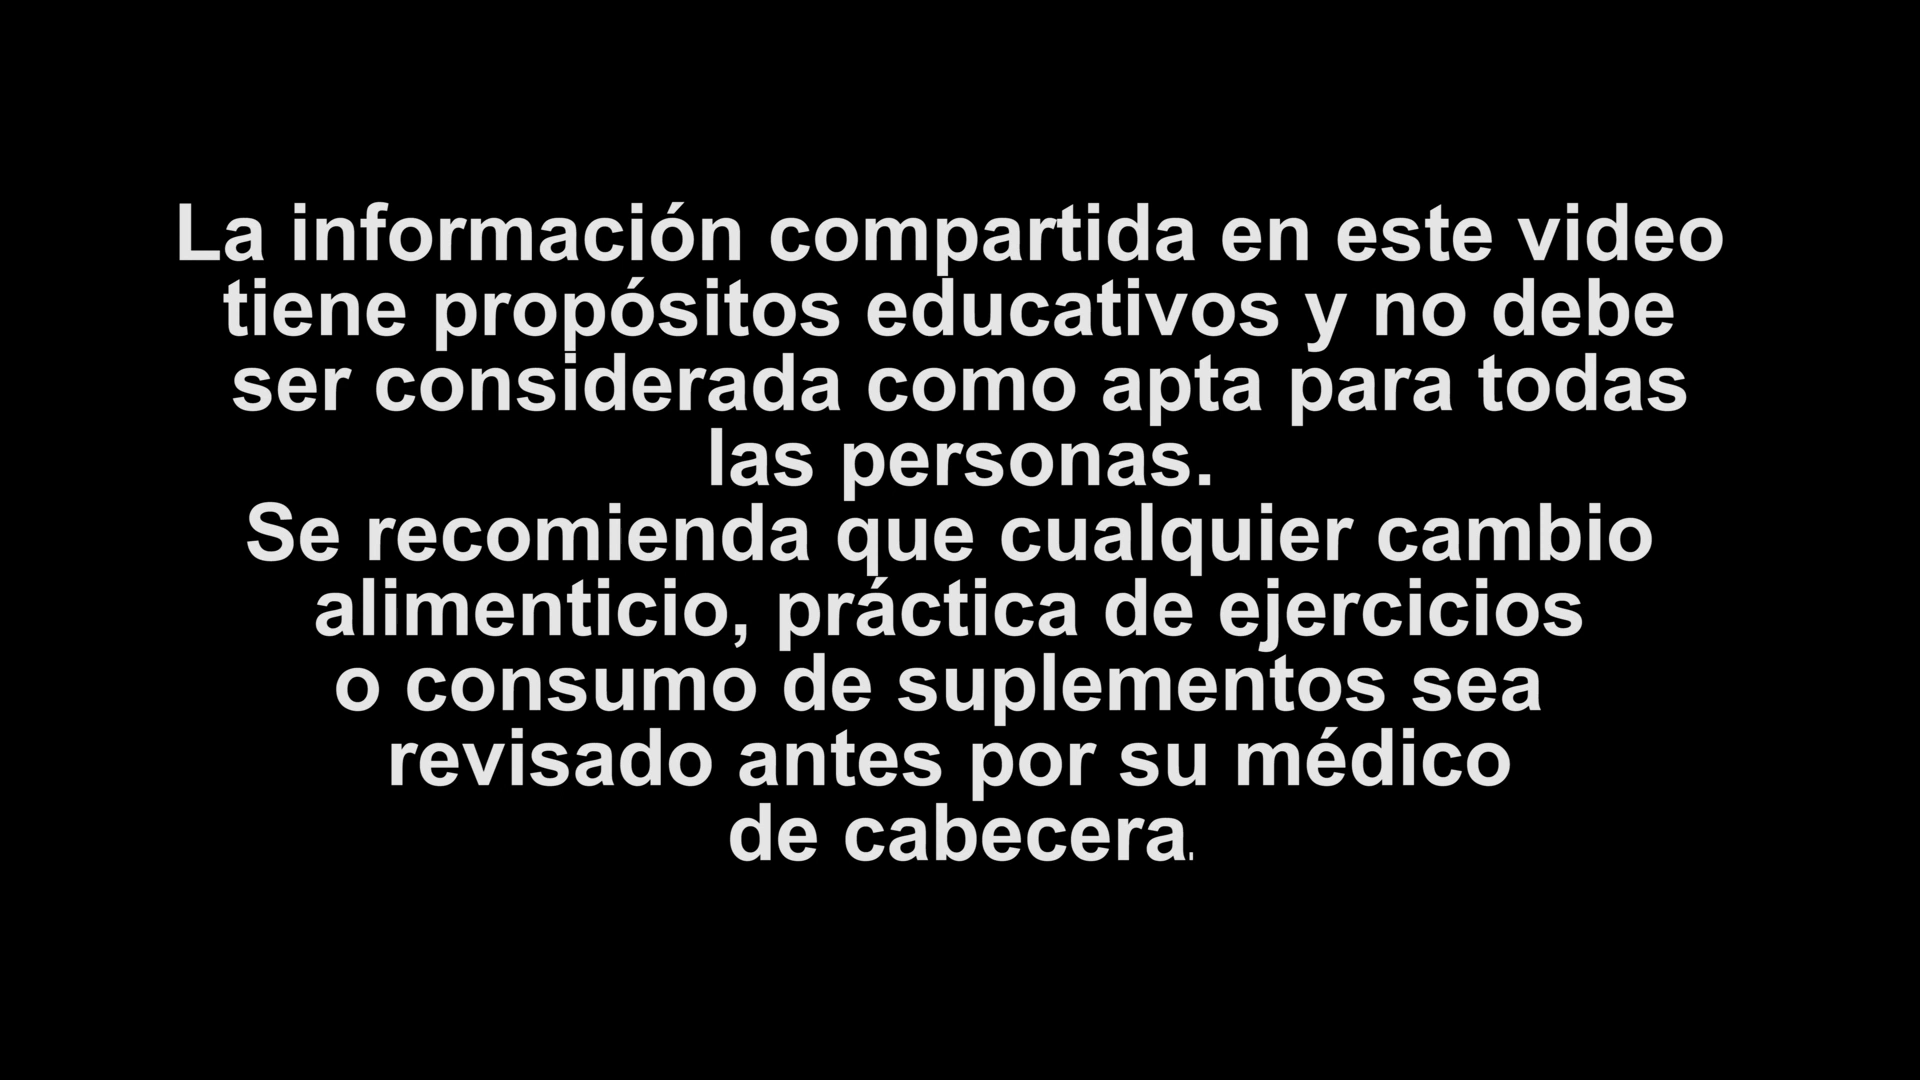 La información compartida en este video
tiene propósitos educativos y no debe
ser considerada como apta para todas
las personas.
Se recomienda que cualquier cambio
alimenticio, práctica de ejercicios
o consumo de suplementos sea
revisado antes por su médico
de cabecera.